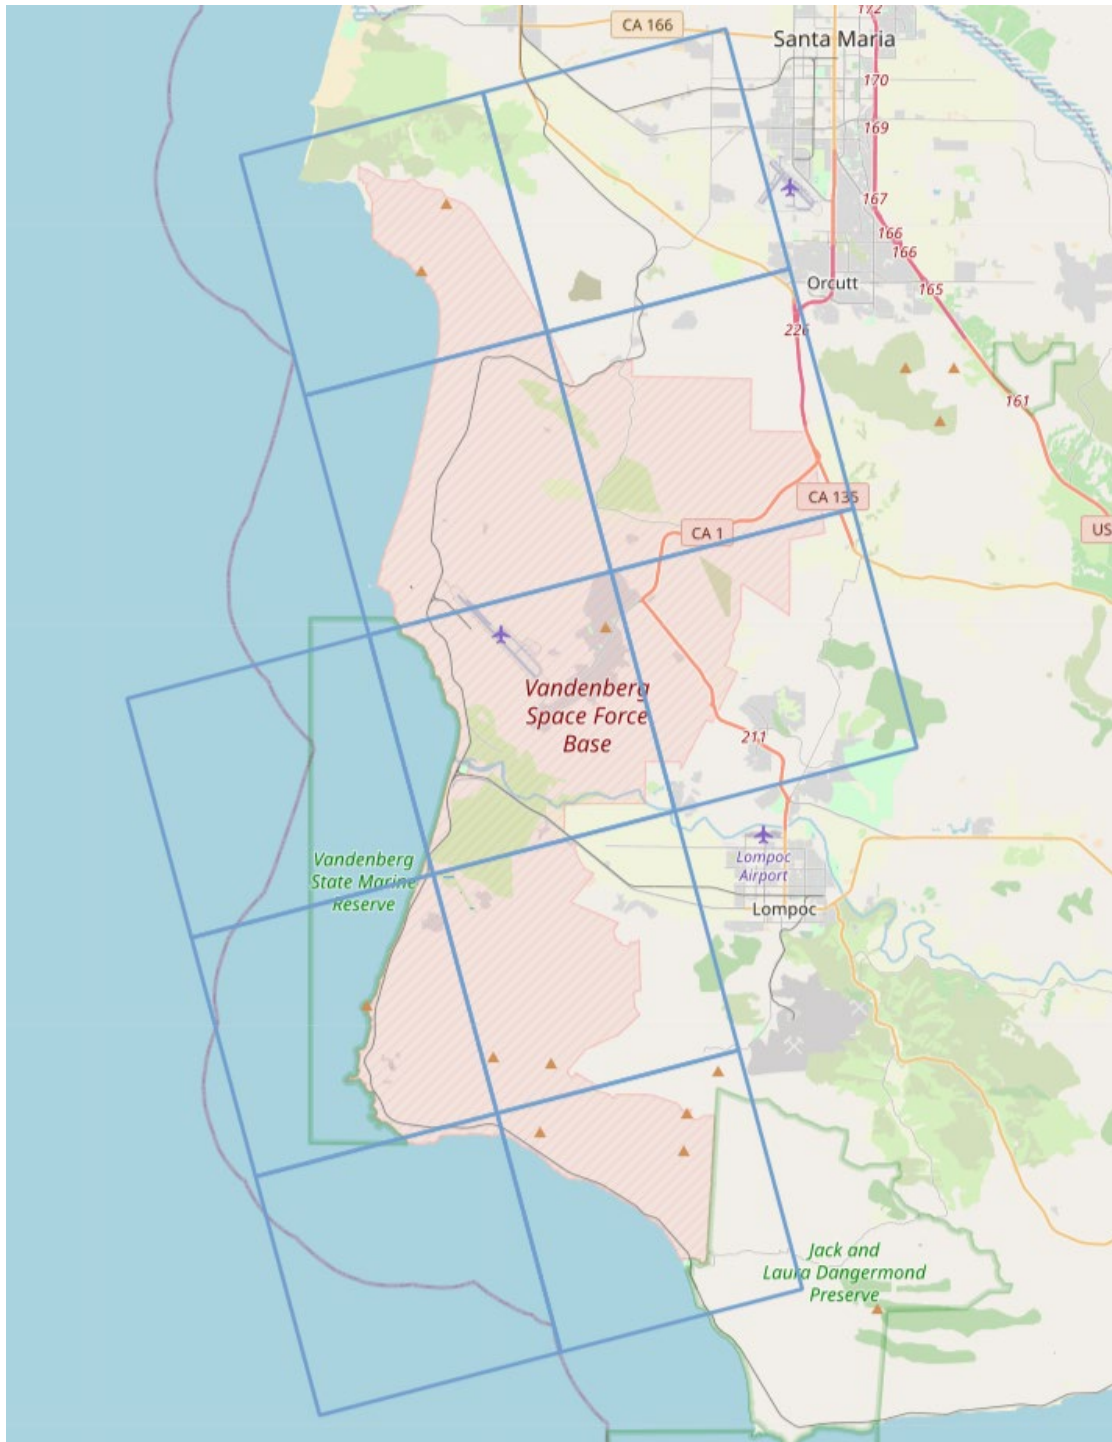 172
CA 166
Santa Maria
170
169
167
166
166
165
Orcutt
226
161
CA 135
US
CA 1
Vandenberg
Space Force
Base
211
Vandenberg
State Marine
Reserve
Lompoc
Airport
Lompoc
Jack and
Laura Dangermond
Preserve